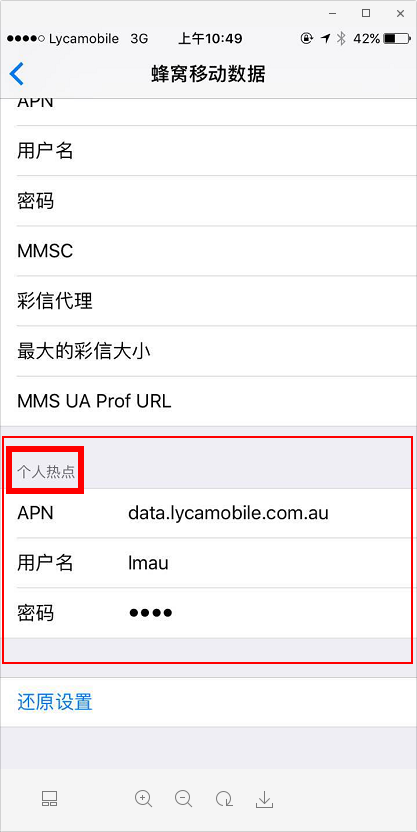 Lycamobile 3G 上午10:49 42%
蜂窝移动数据
APN
用户名
密码
MMSC
彩信代理
最大的彩信大小
MMS UA Prof URL
个人热点
APN data.lycamobile.com.au
用户名 lmau
密码 ●●●●
还原设置